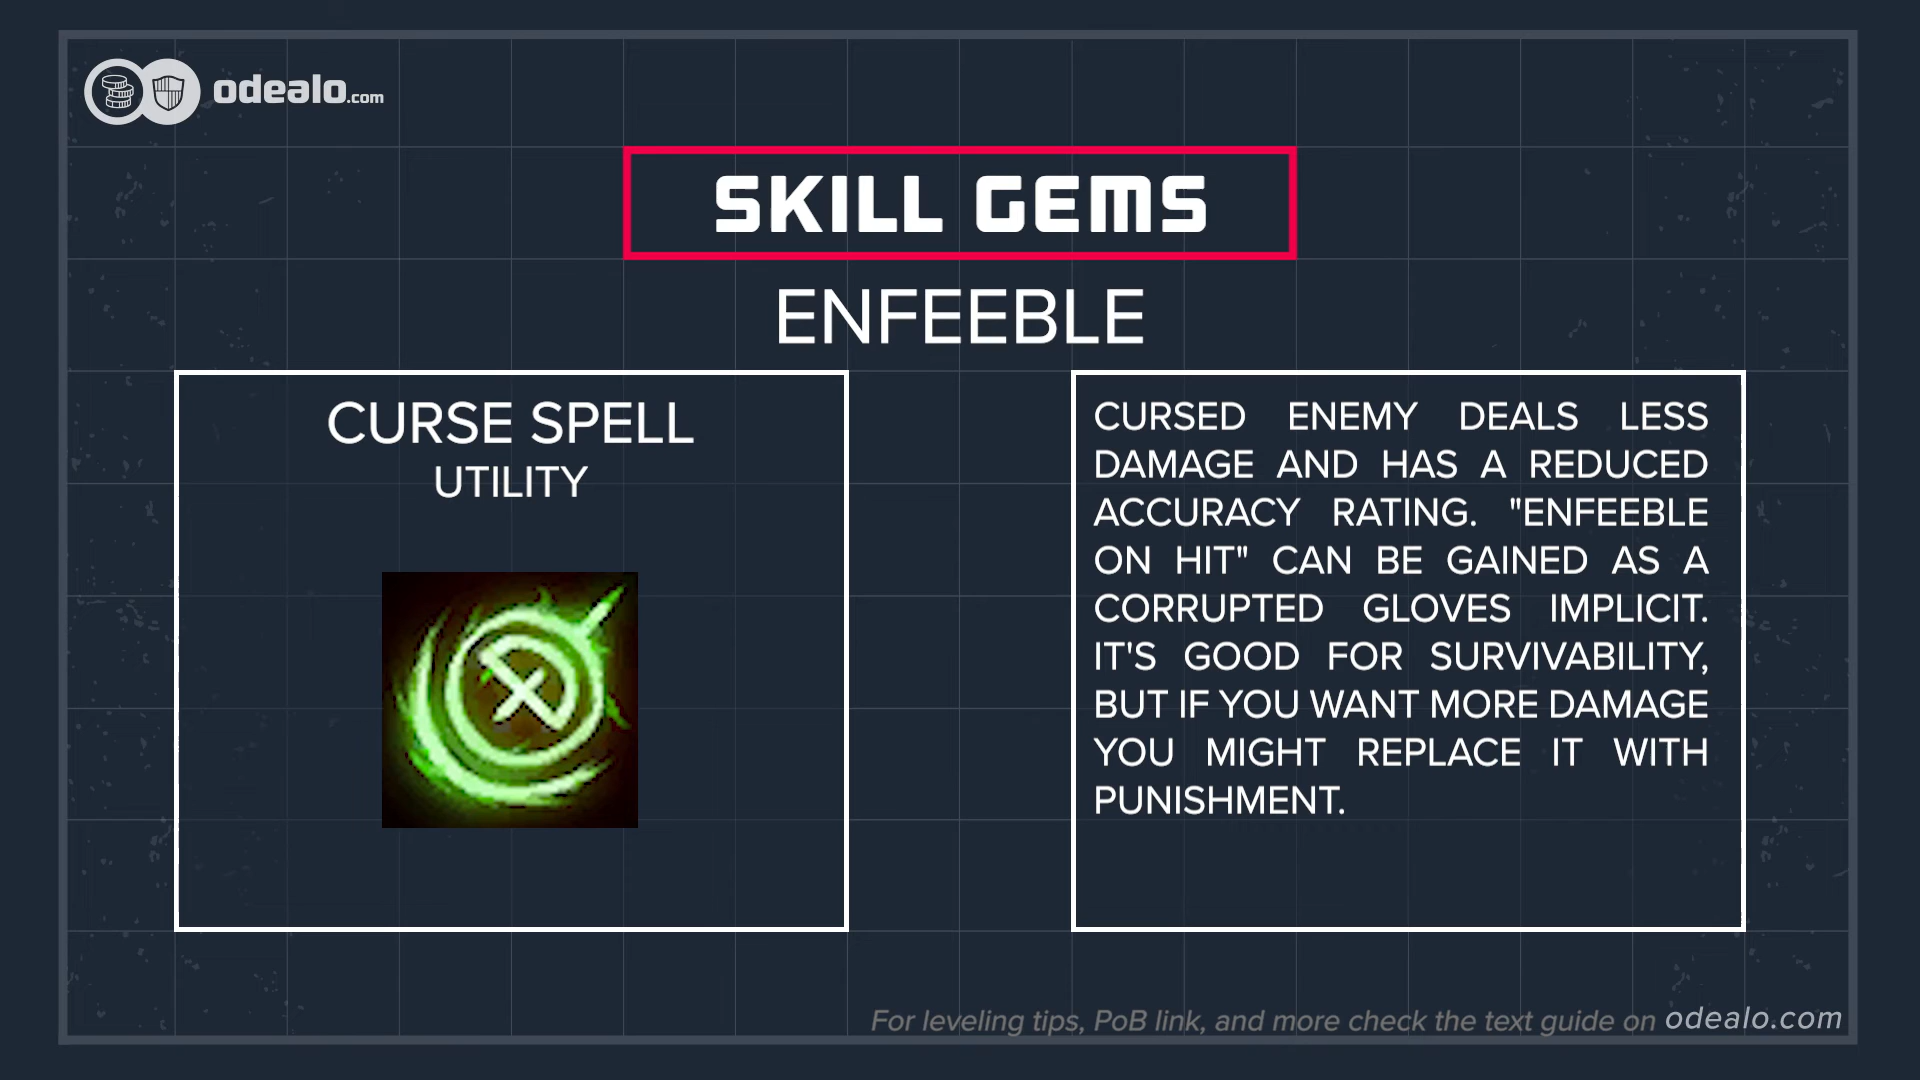 odealo.com
SKILL GEMS
ENFEEBLE
CURSE SPELL
UTILITY
CURSED ENEMY DEALS LESS
DAMAGE AND HAS A REDUCED
ACCURACY RATING. "ENFEEBLE
ON HIT" CAN BE GAINED AS A
CORRUPTED GLOVES IMPLICIT.
IT'S GOOD FOR SURVIVABILITY,
BUT IF YOU WANT MORE DAMAGE
YOU MIGHT REPLACE IT WITH
PUNISHMENT.
For leveling tips, PoB link, and more check the text guide on odealo.com